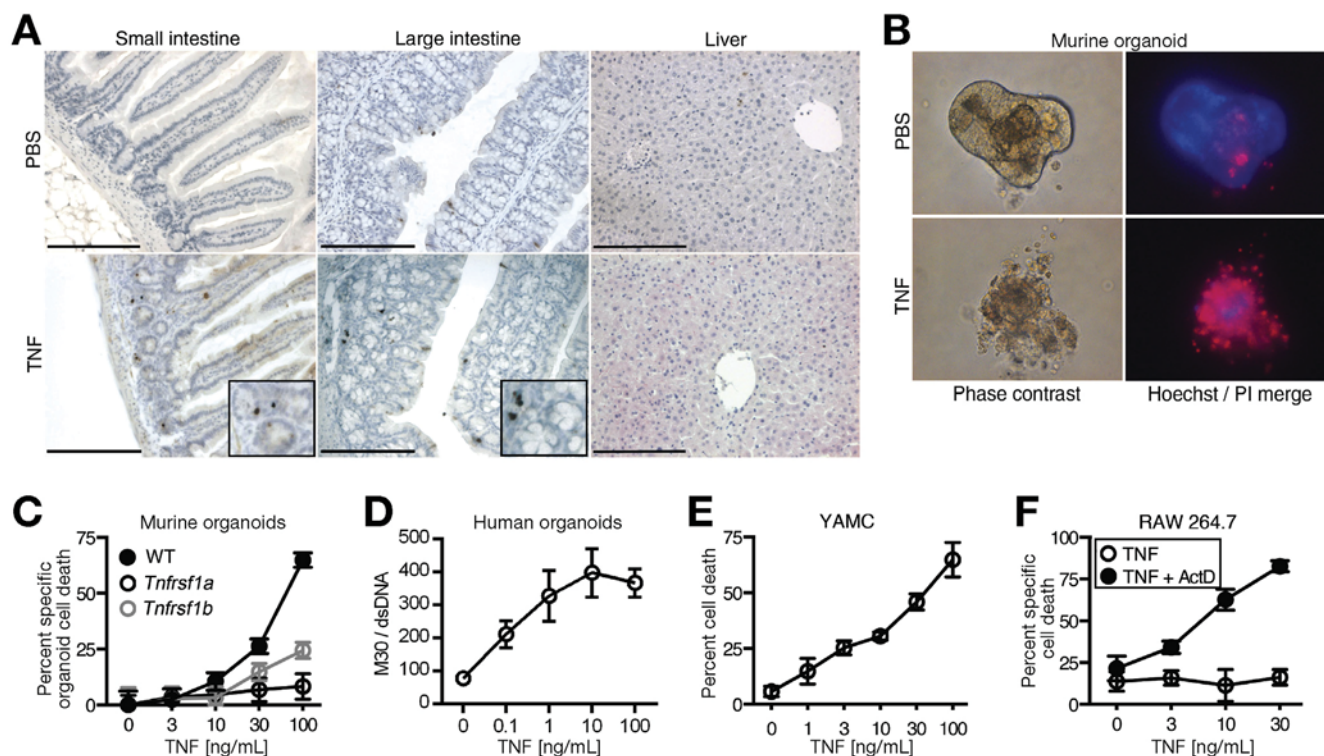 A
Small intestine
Large intestine
Liver
PBS
TNF
B
Murine organoid
PBS
TNF
Phase contrast
Hoechst / PI merge
C
Murine organoids
Percent specific
organoid cell death
75
50
25
0
WT
Tnfrsf1a
Tnfrsf1b
0 3 10 30 100
TNF [ng/mL]
D
Human organoids
M30 / dsDNA
500
400
300
200
100
0
0 0.1 1 10 100
TNF [ng/mL]
E
YAMC
Percent cell death
75
50
25
0
0 1 3 10 30 100
TNF [ng/mL]
F
RAW 264.7
Percent specific
cell death
100
75
50
25
0
TNF
TNF + ActD
0 3 10 30
TNF [ng/mL]